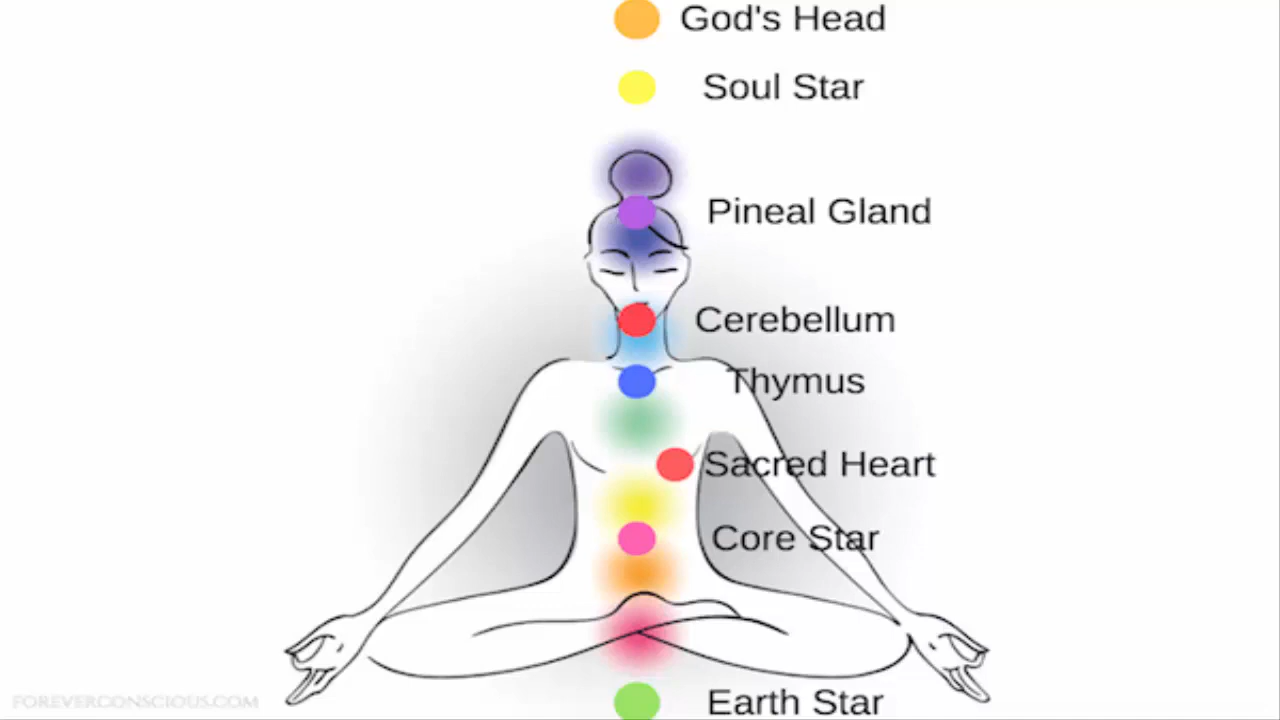 God's Head
Soul Star
Pineal Gland
Cerebellum
Thymus
Sacred Heart
Core Star
Earth Star
FOREVERCONSCIOUS.COM